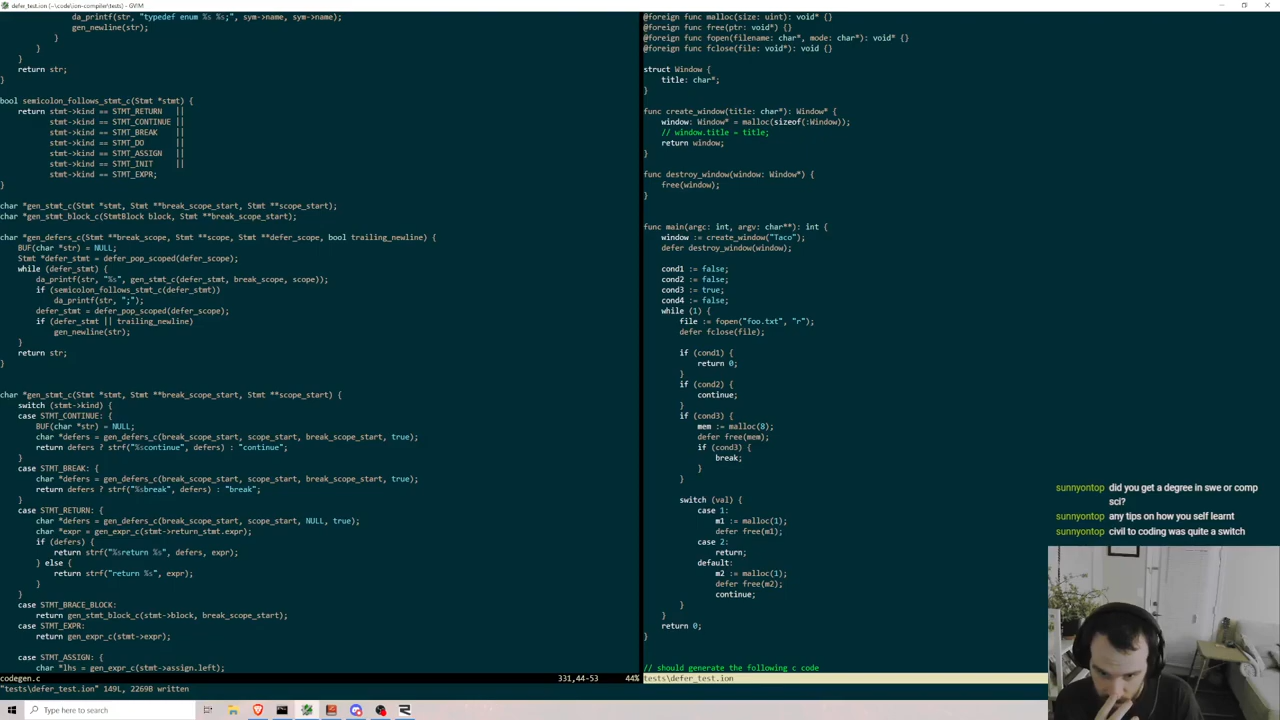 defer_test.ion (~\code\ion-compiler\tests) - GVIM
da_printf(str, "typedef enum %s %s;", sym->name, sym->name);
gen_newline(str);
}
}
}
return str;
}
bool semicolon_follows_stmt_c(Stmt *stmt) {
return stmt->kind == STMT_RETURN ||
stmt->kind == STMT_CONTINUE ||
stmt->kind == STMT_BREAK ||
stmt->kind == STMT_DO ||
stmt->kind == STMT_ASSIGN ||
stmt->kind == STMT_INIT ||
stmt->kind == STMT_EXPR;
}
char *gen_stmt_c(Stmt *stmt, Stmt **break_scope_start, Stmt **scope_start);
char *gen_stmt_block_c(StmtBlock block, Stmt **break_scope_start);
char *gen_defers_c(Stmt **break_scope, Stmt **scope, Stmt **defer_scope, bool trailing_newline) {
BUF(char *str) = NULL;
Stmt *defer_stmt = defer_pop_scoped(defer_scope);
while (defer_stmt) {
da_printf(str, "%s", gen_stmt_c(defer_stmt, break_scope, scope));
if (semicolon_follows_stmt_c(defer_stmt))
da_printf(str, ";");
defer_stmt = defer_pop_scoped(defer_scope);
if (defer_stmt || trailing_newline)
gen_newline(str);
}
return str;
}
char *gen_stmt_c(Stmt *stmt, Stmt **break_scope_start, Stmt **scope_start) {
switch (stmt->kind) {
case STMT_CONTINUE: {
BUF(char *str) = NULL;
char *defers = gen_defers_c(break_scope_start, scope_start, break_scope_start, true);
return defers ? strf("%scontinue", defers) : "continue";
}
case STMT_BREAK: {
char *defers = gen_defers_c(break_scope_start, scope_start, break_scope_start, true);
return defers ? strf("%sbreak", defers) : "break";
}
case STMT_RETURN: {
char *defers = gen_defers_c(break_scope_start, scope_start, NULL, true);
char *expr = gen_expr_c(stmt->return_stmt.expr);
if (defers) {
return strf("%sreturn %s", defers, expr);
} else {
return strf("return %s", expr);
}
}
case STMT_BRACE_BLOCK:
return gen_stmt_block_c(stmt->block, break_scope_start);
case STMT_EXPR:
return gen_expr_c(stmt->expr);
case STMT_ASSIGN: {
char *lhs = gen_expr_c(stmt->assign.left);
codegen.c 331,44-53 44%
"tests\defer_test.ion" 149L, 2269B written
@foreign func malloc(size: uint): void* {}
@foreign func free(ptr: void*) {}
@foreign func fopen(filename: char*, mode: char*): void* {}
@foreign func fclose(file: void*): void {}
struct Window {
title: char*;
}
func create_window(title: char*): Window* {
window: Window* = malloc(sizeof(:Window));
// window.title = title;
return window;
}
func destroy_window(window: Window*) {
free(window);
}
func main(argc: int, argv: char**): int {
window := create_window("Taco");
defer destroy_window(window);
cond1 := false;
cond2 := false;
cond3 := true;
cond4 := false;
while (1) {
file := fopen("foo.txt", "r");
defer fclose(file);
if (cond1) {
return 0;
}
if (cond2) {
continue;
}
if (cond3) {
mem := malloc(8);
defer free(mem);
if (cond3) {
break;
}
}
switch (val) {
case 1:
m1 := malloc(1);
defer free(m1);
case 2:
return;
default:
m2 := malloc(1);
defer free(m2);
continue;
}
}
return 0;
}
// should generate the following c code
tests\defer_test.ion
sunnyontop did you get a degree in swe or comp
sci?
sunnyontop any tips on how you self learnt
sunnyontop civil to coding was quite a switch
Type here to search